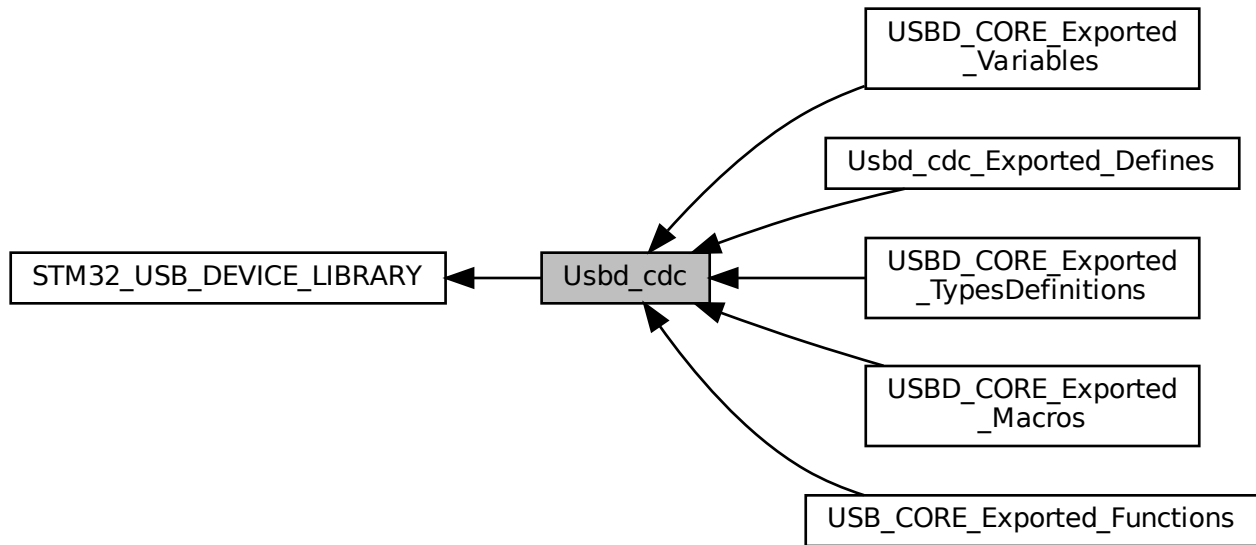 USBD_CORE_Exported
_Variables
Usbd_cdc_Exported_Defines
STM32_USB_DEVICE_LIBRARY
Usbd_cdc
USBD_CORE_Exported
_TypesDefinitions
USBD_CORE_Exported
_Macros
USB_CORE_Exported_Functions